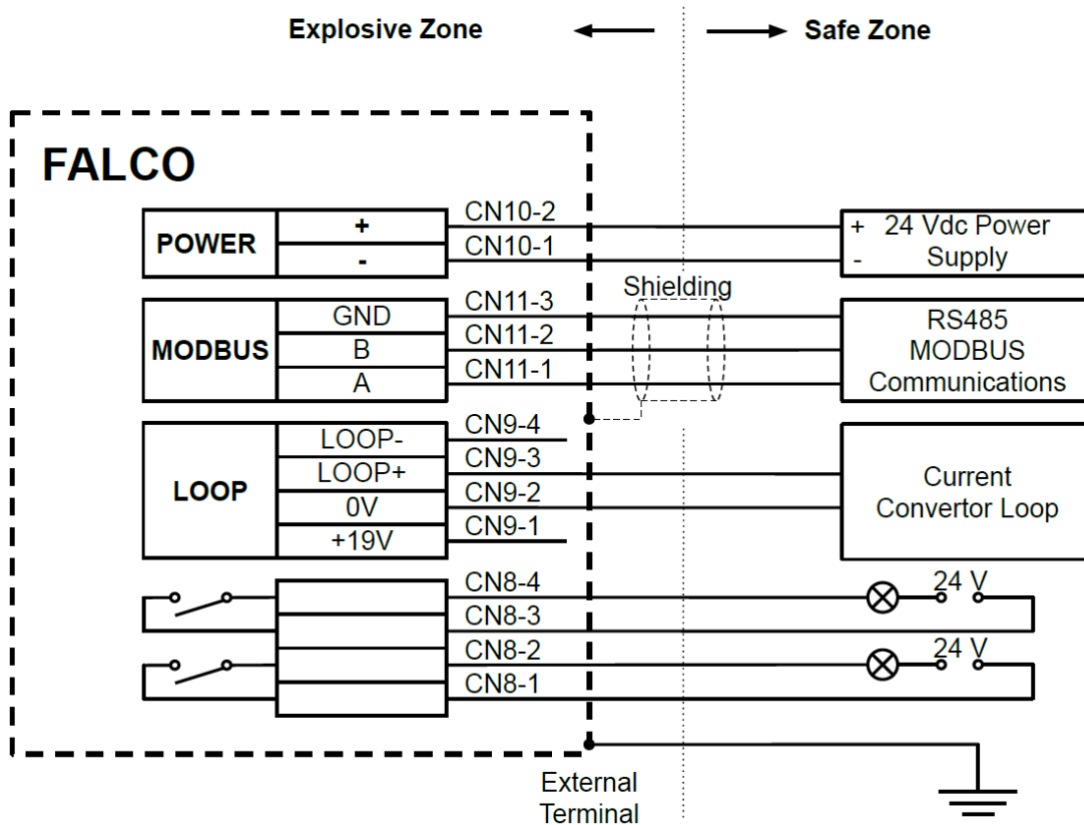 Explosive Zone
Safe Zone
FALCO
POWER
+
-
CN10-2
CN10-1
+ 24 Vdc Power
- Supply
Shielding
MODBUS
GND
B
A
CN11-3
CN11-2
CN11-1
RS485
MODBUS
Communications
LOOP
LOOP-
LOOP+
0V
+19V
CN9-4
CN9-3
CN9-2
CN9-1
Current
Convertor Loop
CN8-4
CN8-3
CN8-2
CN8-1
24 V
24 V
External
Terminal